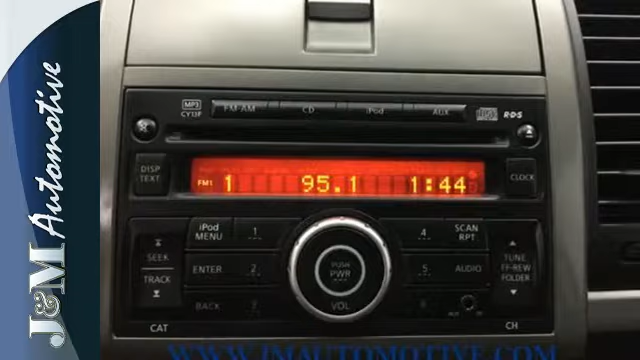 J&M Automotive
MP3
CY11F
FM·AM CD iPod AUX
RDS
DISP TEXT
CLOCK
FM1 1 95.1 1:44
iPod MENU
1
4
SCAN RPT
SEEK
TRACK
ENTER
2
5
AUDIO
TUNE
FF·REW
FOLDER
BACK
3
6
PUSH
PWR
VOL
CAT
CH
WWW.JMAUTOMOTIVE.COM